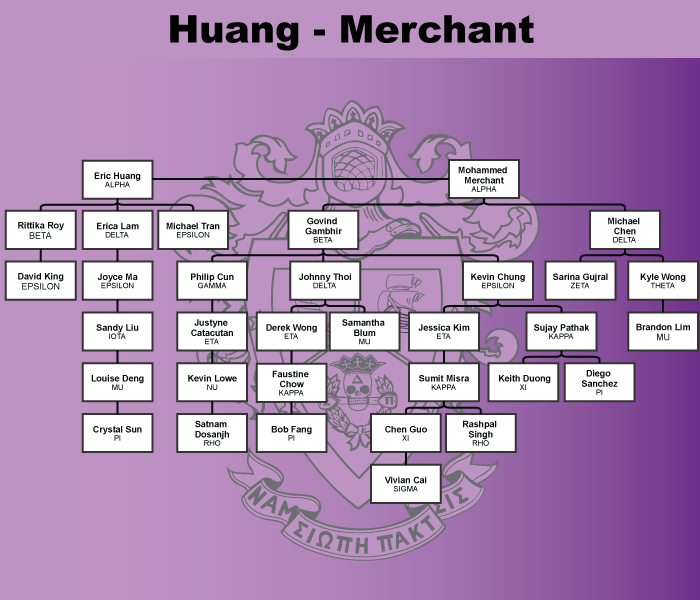 Huang - Merchant
Eric Huang
ALPHA
Mohammed
Merchant
ALPHA
Rittika Roy
BETA
Erica Lam
DELTA
Michael Tran
EPSILON
Govind
Gambhir
BETA
Michael
Chen
DELTA
David King
EPSILON
Joyce Ma
EPSILON
Philip Cun
GAMMA
Johnny Thoi
DELTA
Kevin Chung
EPSILON
Sarina Gujral
ZETA
Kyle Wong
THETA
Sandy Liu
IOTA
Justyne
Catacutan
ETA
Derek Wong
ETA
Samantha
Blum
MU
Jessica Kim
ETA
Sujay Pathak
KAPPA
Brandon Lim
MU
Louise Deng
MU
Kevin Lowe
NU
Faustine
Chow
KAPPA
Sumit Misra
KAPPA
Keith Duong
XI
Diego
Sanchez
PI
Crystal Sun
PI
Satnam
Dosanjh
RHO
Bob Fang
PI
Chen Guo
XI
Rashpal
Singh
RHO
Vivian Cai
SIGMA
ΣΙΩΠΗ ΠΑΚΤΣΙΣ